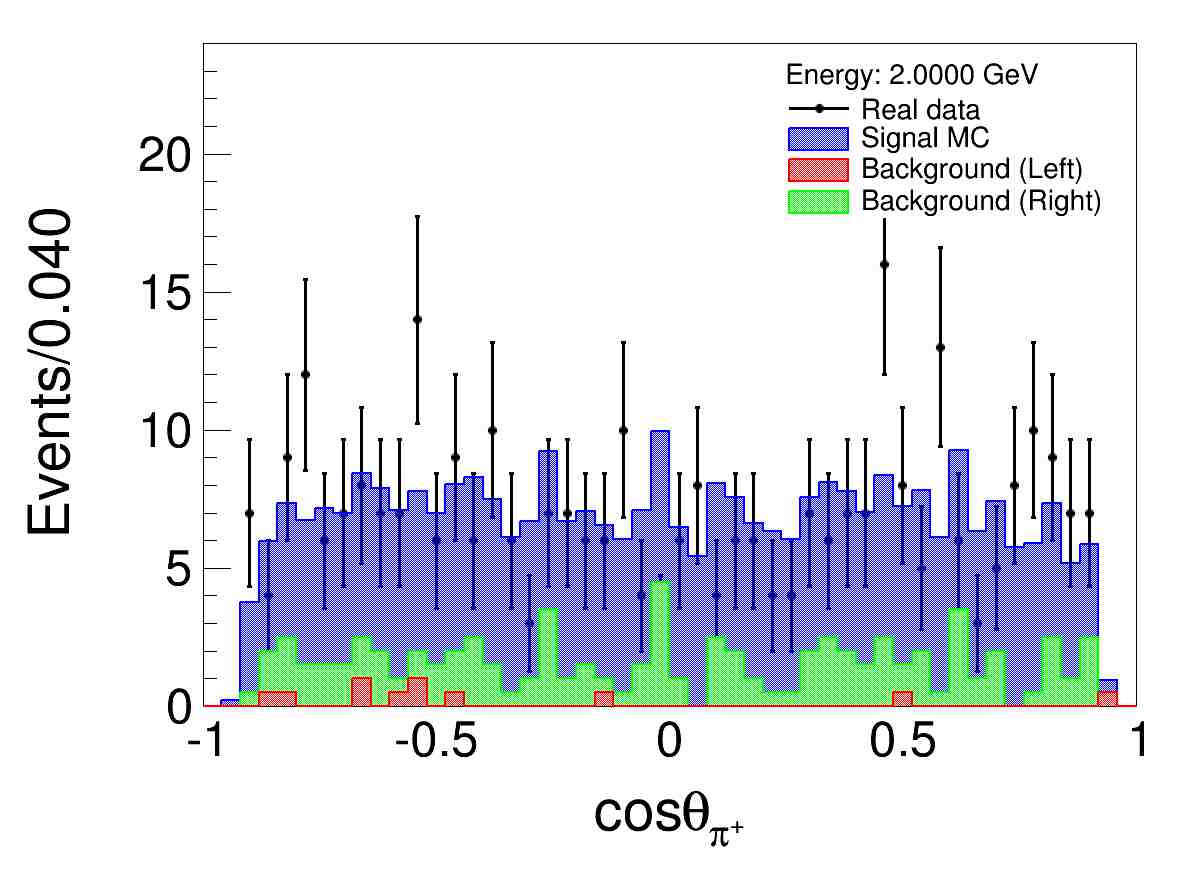 Energy: 2.0000 GeV
Real data
Signal MC
Background (Left)
Background (Right)
Events/0.040
20
15
10
5
0
-1
-0.5
0
0.5
1
cosθπ+